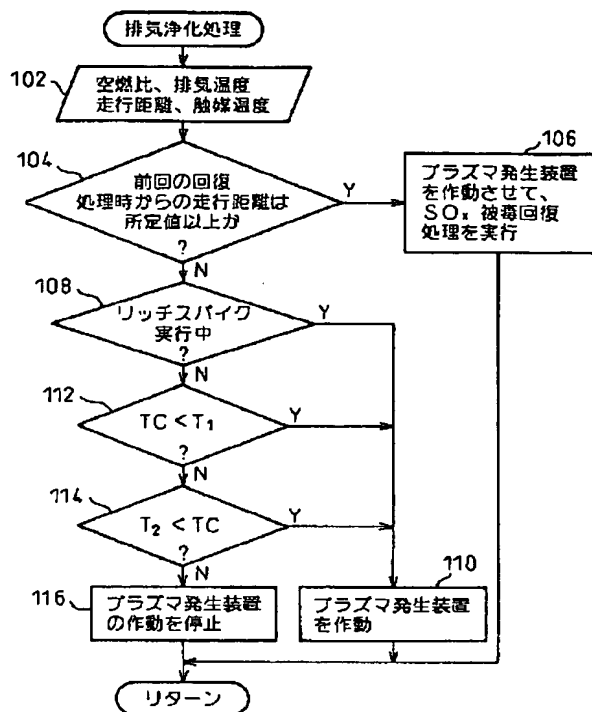 排気浄化処理
102
空燃比、排気温度
走行距離、触媒温度
104
前回の回復
処理時からの走行距離は
所定値以上か
?
Y
N
106
プラズマ発生装置
を作動させて、
SOx 被毒回復
処理を実行
108
リッチスパイク
実行中
?
Y
N
112
TC<T₁
?
Y
N
114
T₂<TC
?
Y
N
116
プラズマ発生装置
の作動を停止
110
プラズマ発生装置
を作動
リターン